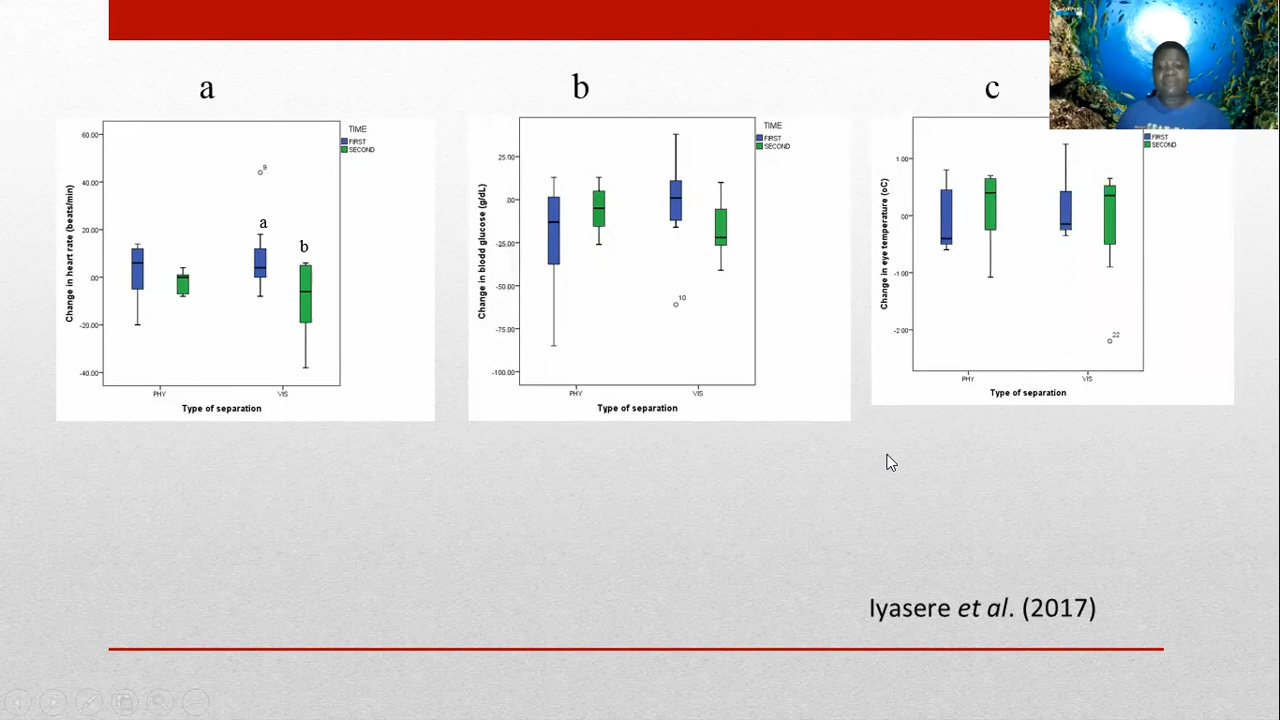 a
b
c
60.00
40.00
20.00
.00
-20.00
-40.00
Change in heart rate (beats/min)
9
a
b
TIME
FIRST
SECOND
PHY
VIS
Type of separation
25.00
.00
-25.00
-50.00
-75.00
-100.00
Change in blodd glucose (g/dL)
10
TIME
FIRST
SECOND
PHY
VIS
Type of separation
1.00
.00
-1.00
-2.00
Change in eye temperature (oC)
22
FIRST
SECOND
PHY
VIS
Type of separation
Iyasere et al. (2017)